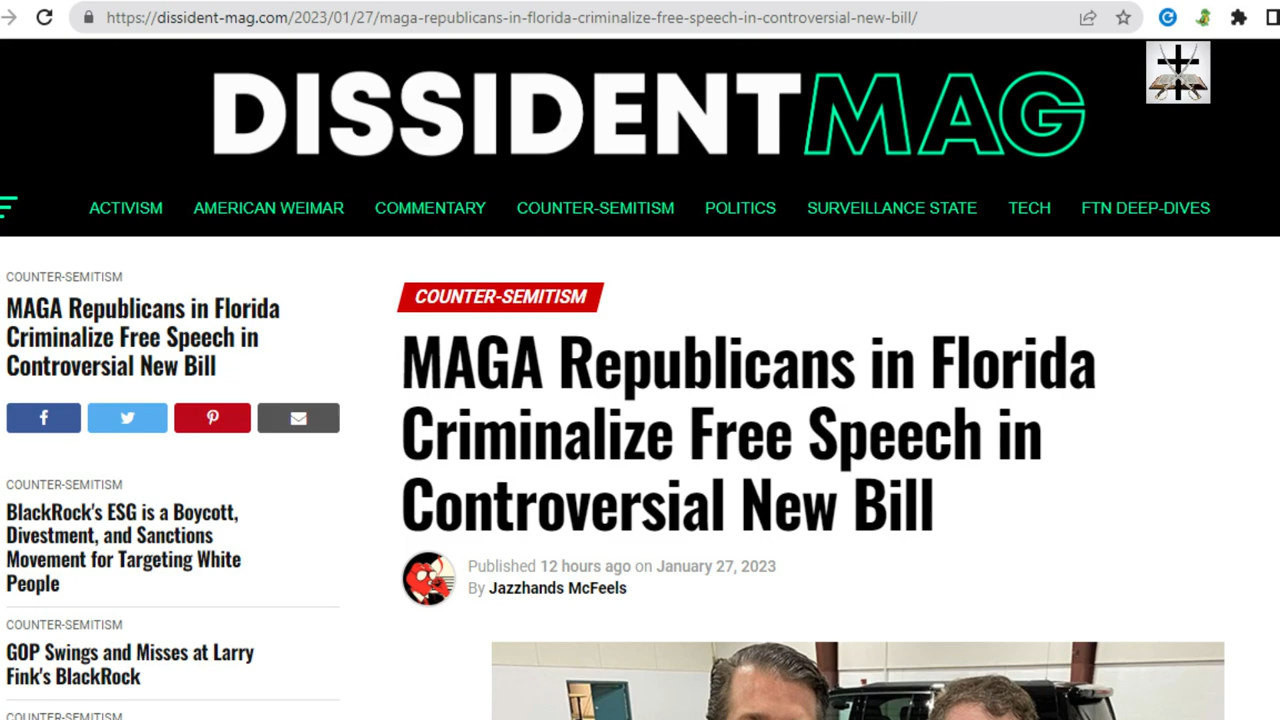 https://dissident-mag.com/2023/01/27/maga-republicans-in-florida-criminalize-free-speech-in-controversial-new-bill/
DISSIDENTMAG
ACTIVISM AMERICAN WEIMAR COMMENTARY COUNTER-SEMITISM POLITICS SURVEILLANCE STATE TECH FTN DEEP-DIVES
COUNTER-SEMITISM
MAGA Republicans in Florida
Criminalize Free Speech in
Controversial New Bill
COUNTER-SEMITISM
BlackRock's ESG is a Boycott,
Divestment, and Sanctions
Movement for Targeting White
People
COUNTER-SEMITISM
GOP Swings and Misses at Larry
Fink's BlackRock
COUNTER-SEMITISM
COUNTER-SEMITISM
MAGA Republicans in Florida
Criminalize Free Speech in
Controversial New Bill
Published 12 hours ago on January 27, 2023
By Jazzhands McFeels